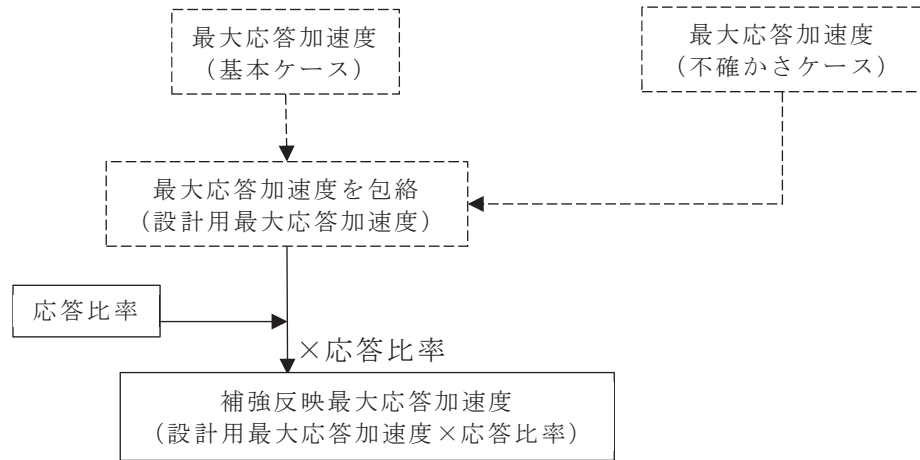 最大応答加速度
（基本ケース）
最大応答加速度
（不確かさケース）
最大応答加速度を包絡
（設計用最大応答加速度）
応答比率
×応答比率
補強反映最大応答加速度
（設計用最大応答加速度×応答比率）